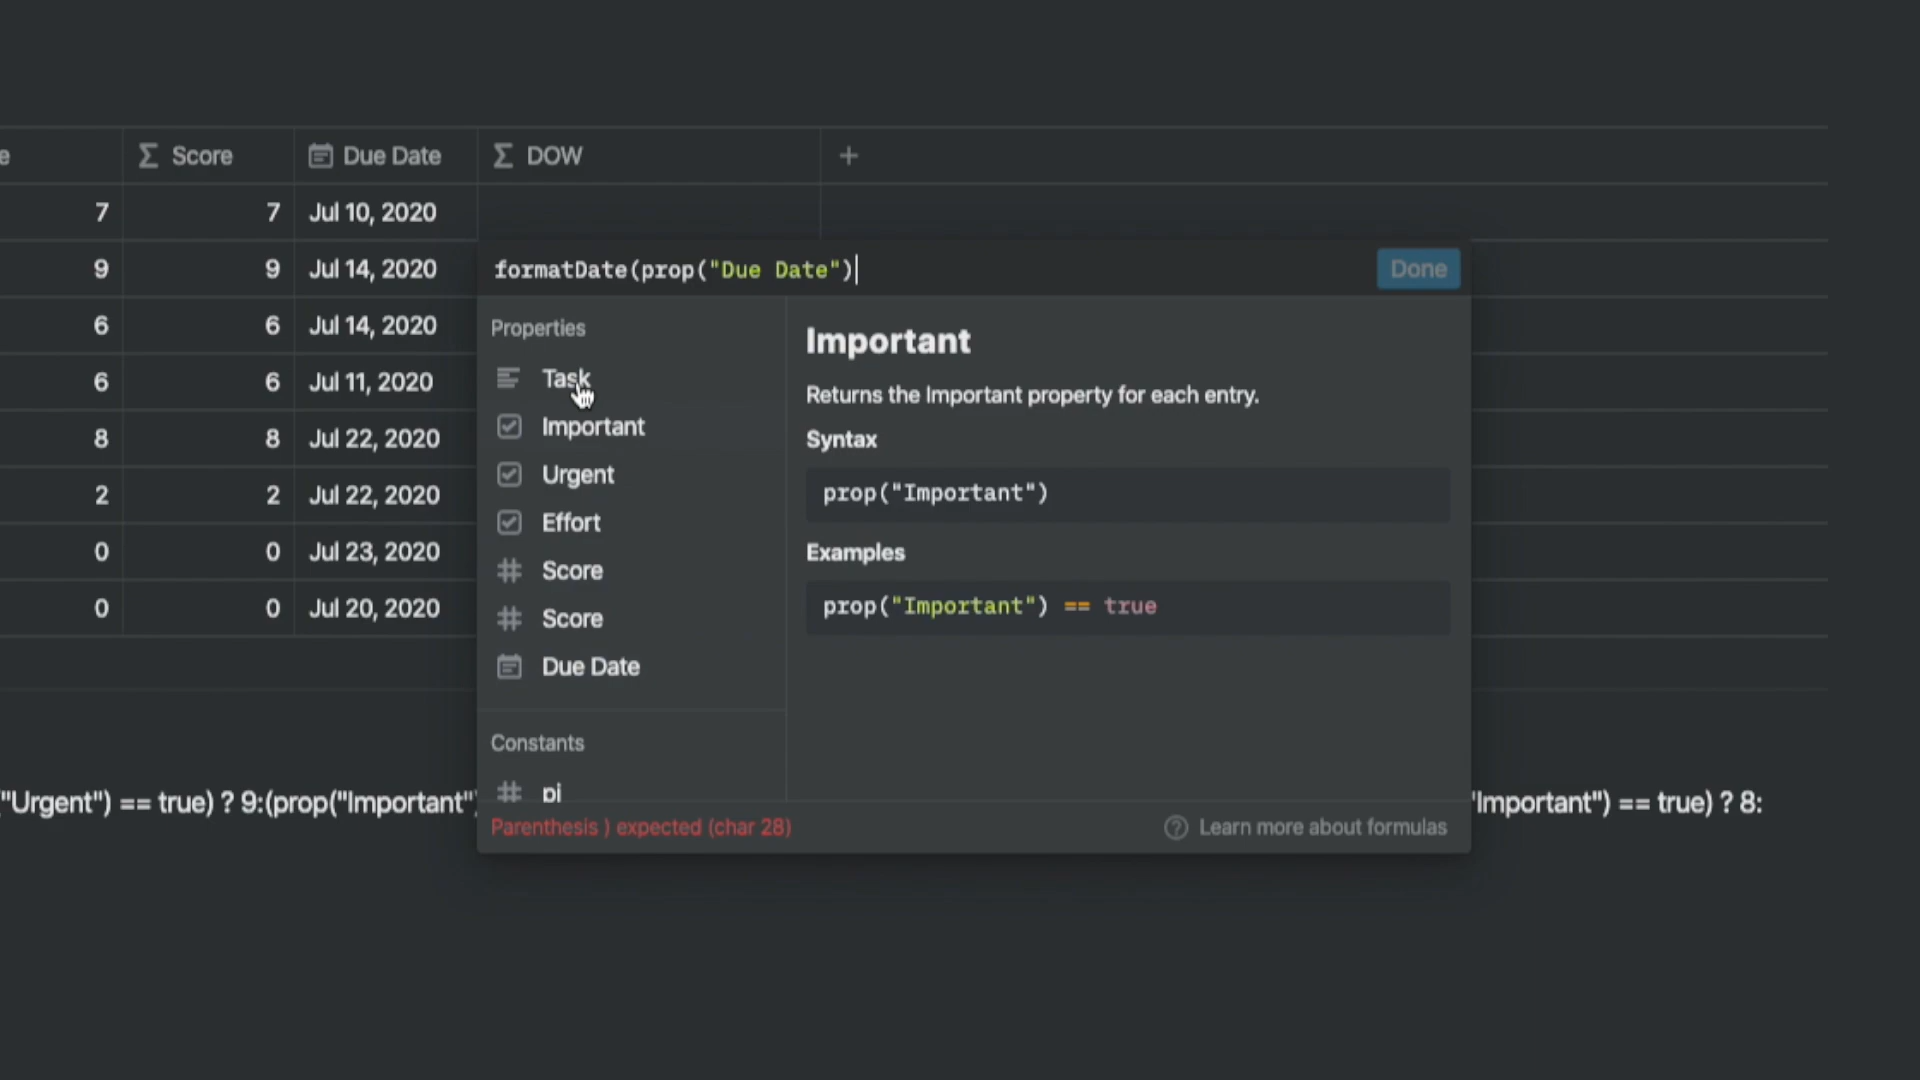 e Score Due Date DOW +
7 7 Jul 10, 2020
9 9 Jul 14, 2020
6 6 Jul 14, 2020
6 6 Jul 11, 2020
8 8 Jul 22, 2020
2 2 Jul 22, 2020
0 0 Jul 23, 2020
0 0 Jul 20, 2020
formatDate(prop("Due Date")
Done
Properties
Task
Important
Urgent
Effort
Score
Score
Due Date
Constants
pi
Important
Returns the Important property for each entry.
Syntax
prop("Important")
Examples
prop("Important") == true
Parenthesis ) expected (char 28)
Learn more about formulas
"Urgent") == true) ? 9:(prop("Important")
"Important") == true) ? 8: